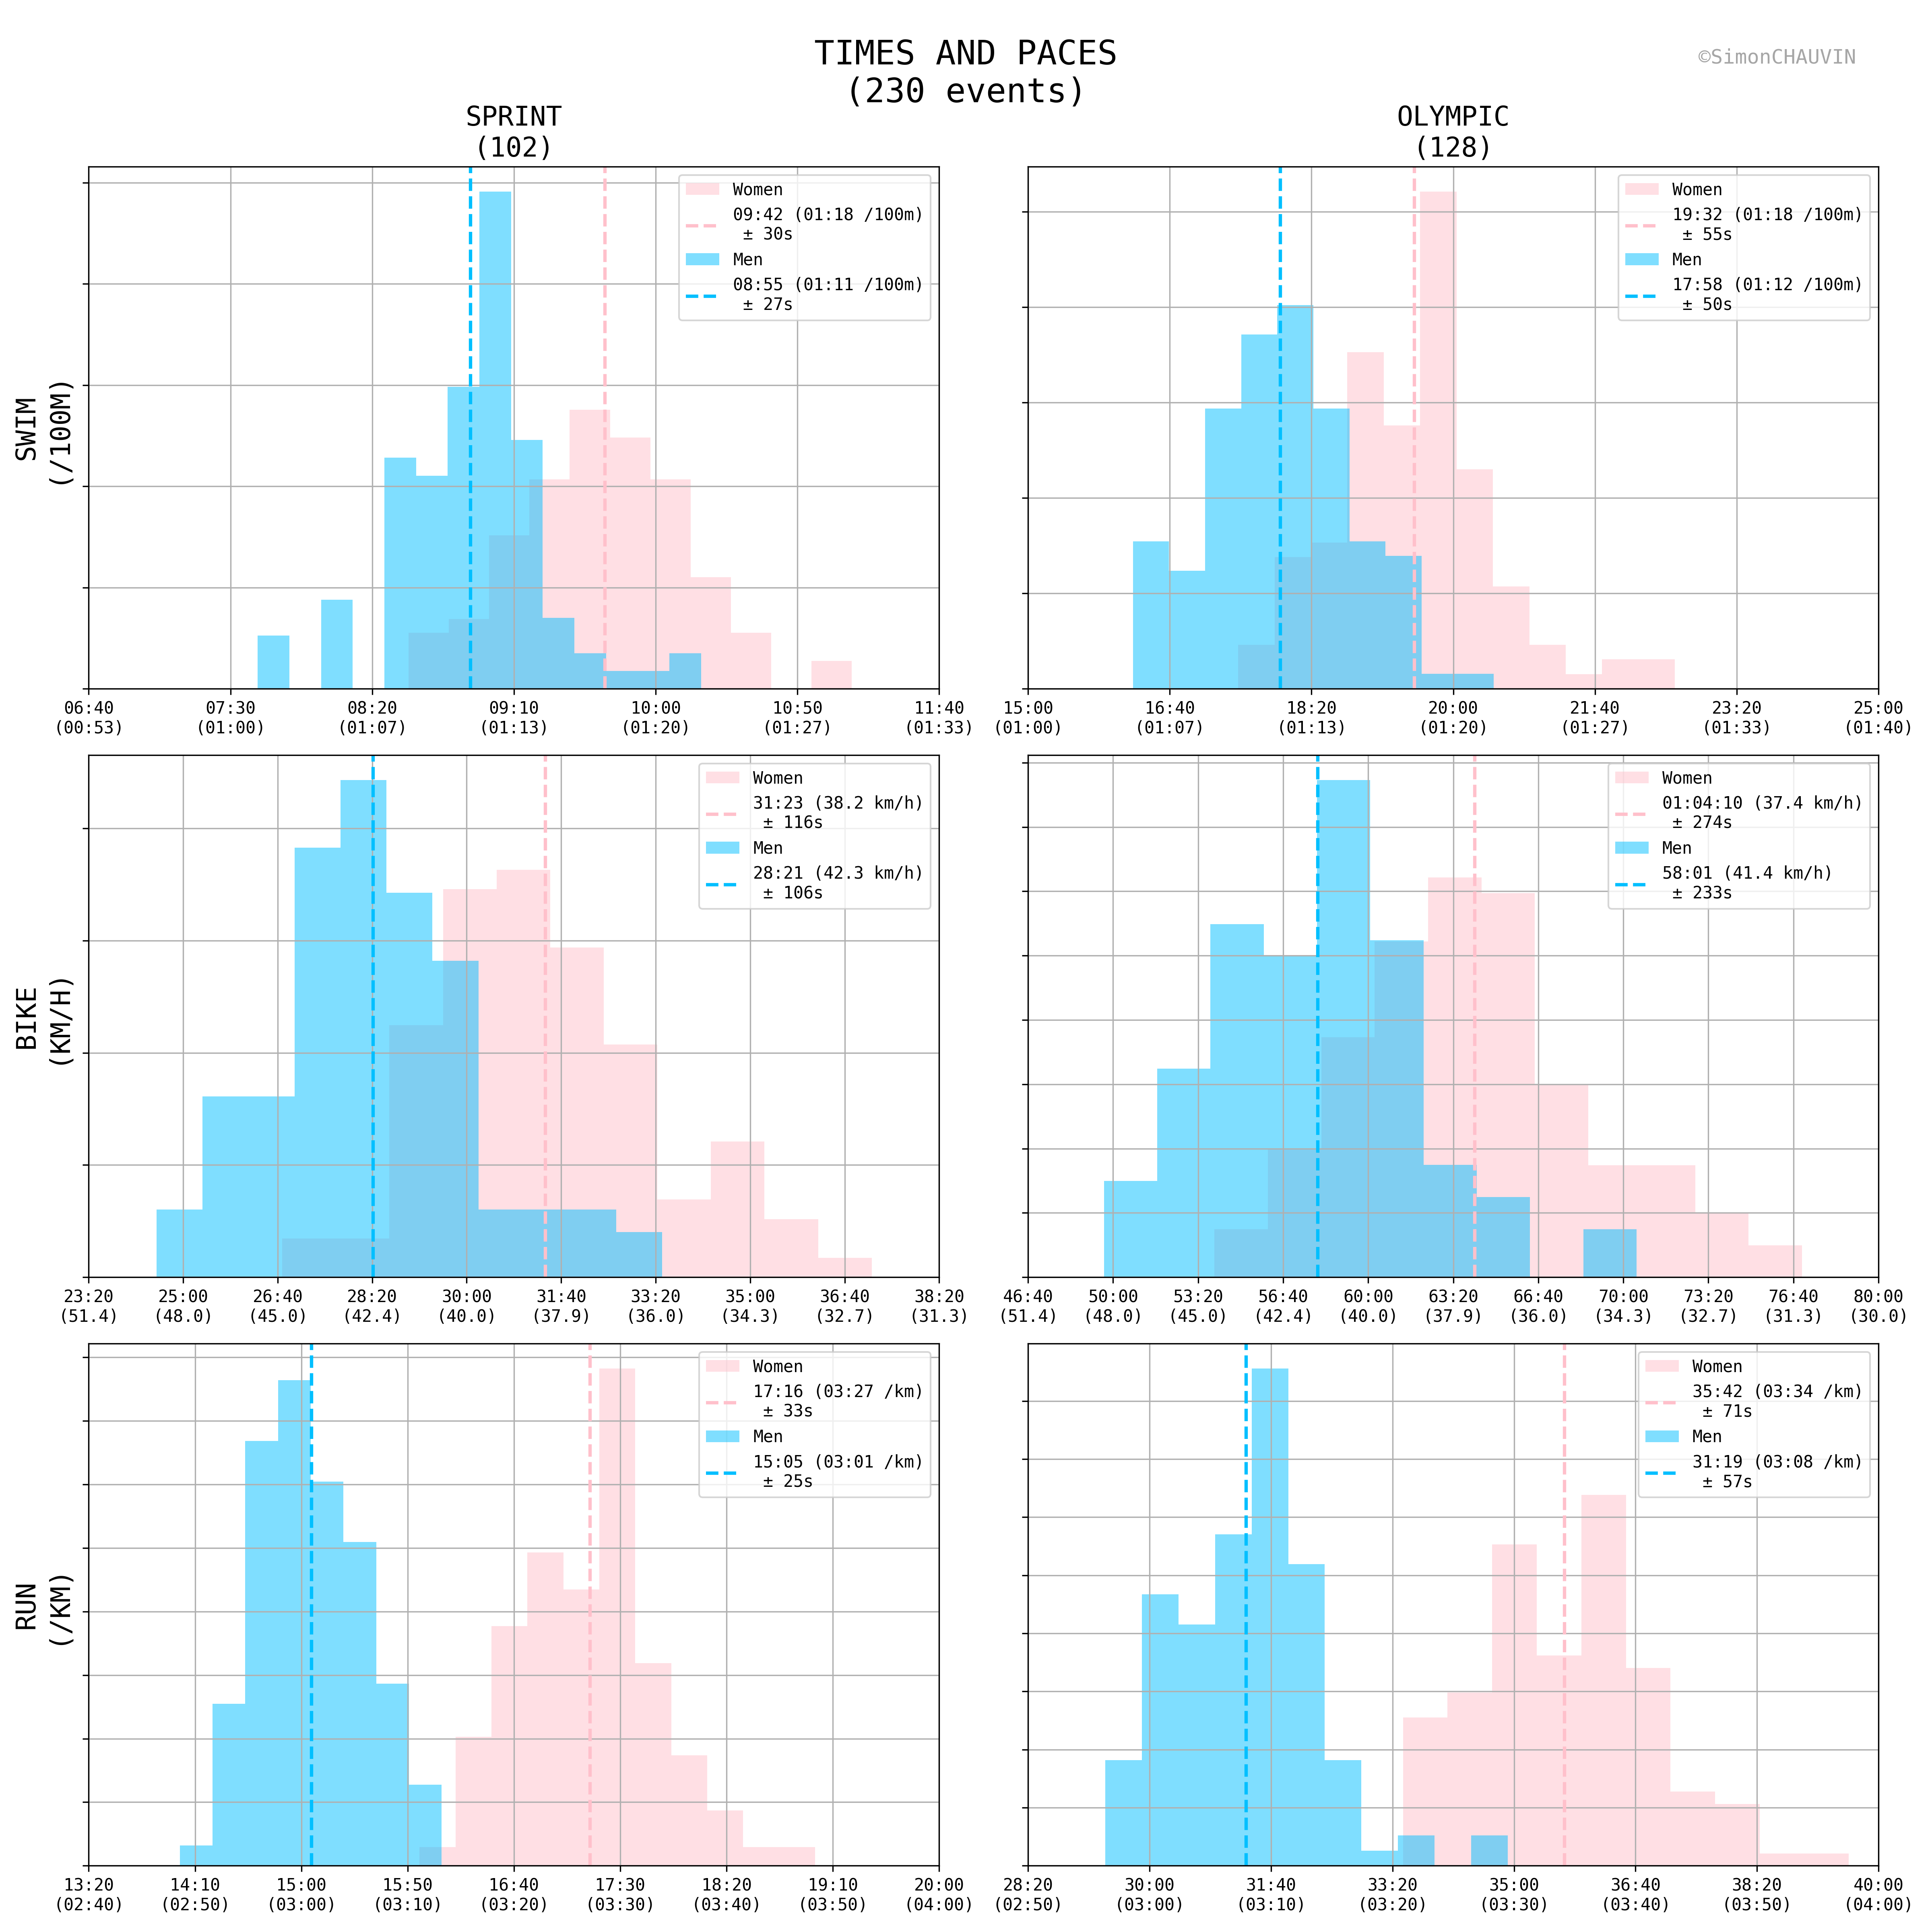 TIMES AND PACES
(230 events)
©SimonCHAUVIN
SPRINT
(102)
OLYMPIC
(128)
SWIM
(/100M)
Women
09:42 (01:18 /100m)
± 30s
Men
08:55 (01:11 /100m)
± 27s
06:40 07:30 08:20 09:10 10:00 10:50 11:40
(00:53) (01:00) (01:07) (01:13) (01:20) (01:27) (01:33)
Women
19:32 (01:18 /100m)
± 55s
Men
17:58 (01:12 /100m)
± 50s
15:00 16:40 18:20 20:00 21:40 23:20 25:00
(01:00) (01:07) (01:13) (01:20) (01:27) (01:33) (01:40)
BIKE
(KM/H)
Women
31:23 (38.2 km/h)
± 116s
Men
28:21 (42.3 km/h)
± 106s
23:20 25:00 26:40 28:20 30:00 31:40 33:20 35:00 36:40 38:20
(51.4) (48.0) (45.0) (42.4) (40.0) (37.9) (36.0) (34.3) (32.7) (31.3)
Women
01:04:10 (37.4 km/h)
± 274s
Men
58:01 (41.4 km/h)
± 233s
46:40 50:00 53:20 56:40 60:00 63:20 66:40 70:00 73:20 76:40 80:00
(51.4) (48.0) (45.0) (42.4) (40.0) (37.9) (36.0) (34.3) (32.7) (31.3) (30.0)
RUN
(/KM)
Women
17:16 (03:27 /km)
± 33s
Men
15:05 (03:01 /km)
± 25s
13:20 14:10 15:00 15:50 16:40 17:30 18:20 19:10 20:00
(02:40) (02:50) (03:00) (03:10) (03:20) (03:30) (03:40) (03:50) (04:00)
Women
35:42 (03:34 /km)
± 71s
Men
31:19 (03:08 /km)
± 57s
28:20 30:00 31:40 33:20 35:00 36:40 38:20 40:00
(02:50) (03:00) (03:10) (03:20) (03:30) (03:40) (03:50) (04:00)